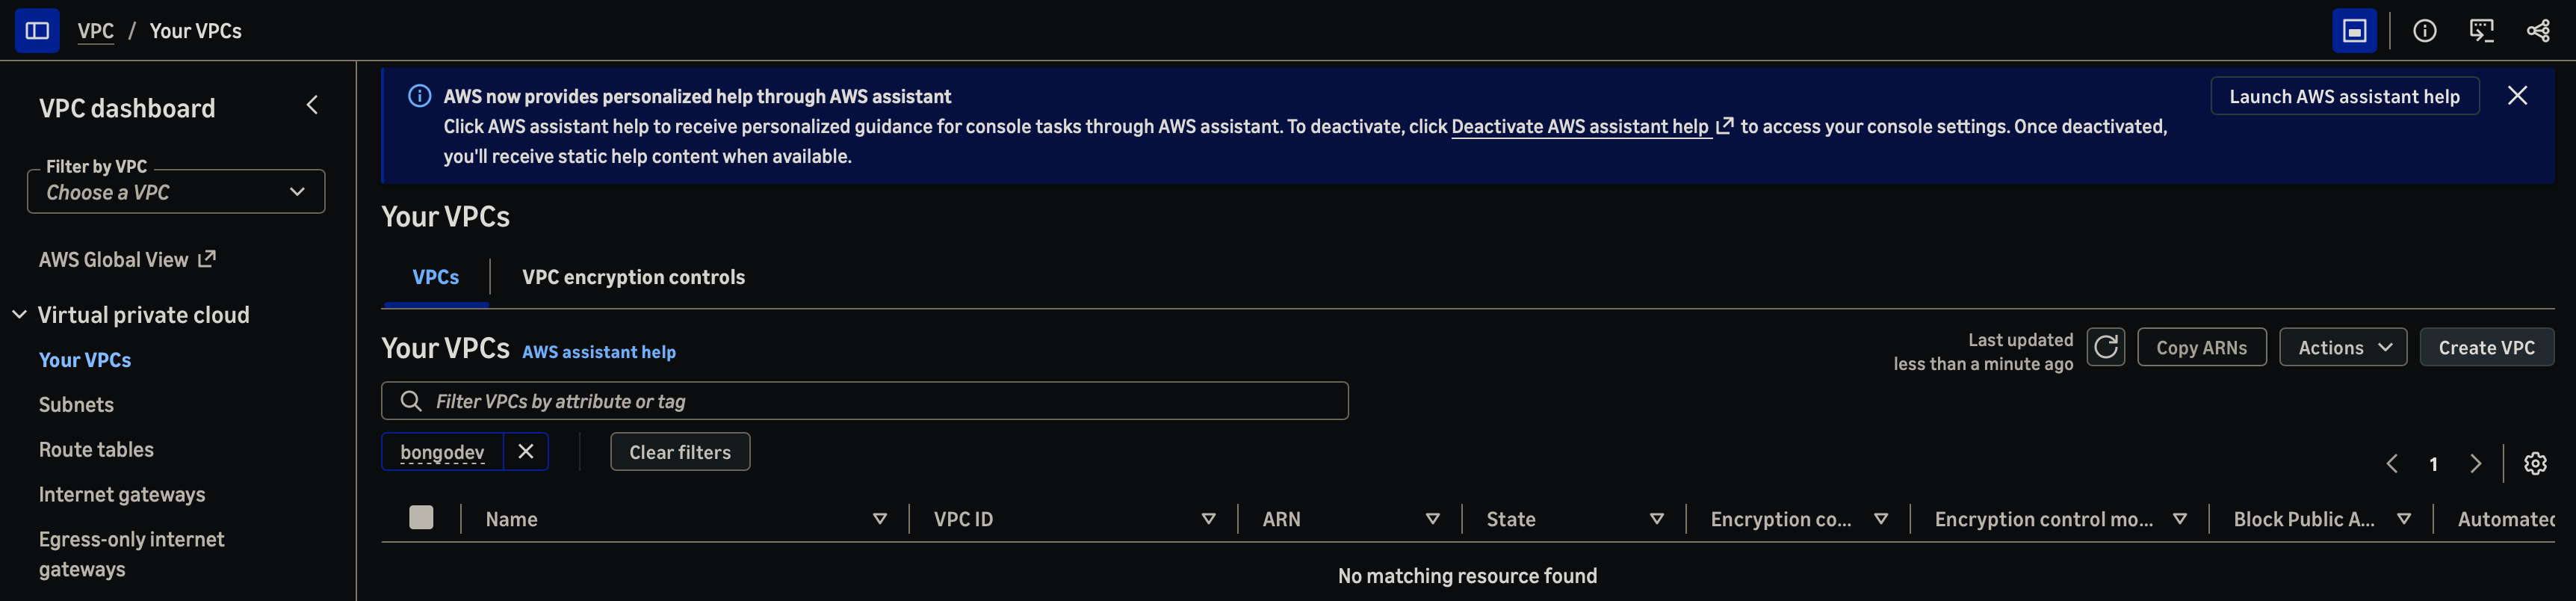 VPC / Your VPCs
VPC dashboard
Filter by VPC
Choose a VPC
AWS Global View
Virtual private cloud
Your VPCs
Subnets
Route tables
Internet gateways
Egress-only internet
gateways
AWS now provides personalized help through AWS assistant
Click AWS assistant help to receive personalized guidance for console tasks through AWS assistant. To deactivate, click Deactivate AWS assistant help to access your console settings. Once deactivated,
you'll receive static help content when available.
Launch AWS assistant help
Your VPCs
VPCs
VPC encryption controls
Your VPCs AWS assistant help
Last updated
less than a minute ago
Copy ARNs
Actions
Create VPC
Filter VPCs by attribute or tag
bongodev
Clear filters
1
Name VPC ID ARN State Encryption co... Encryption control mo... Block Public A... Automated
No matching resource found